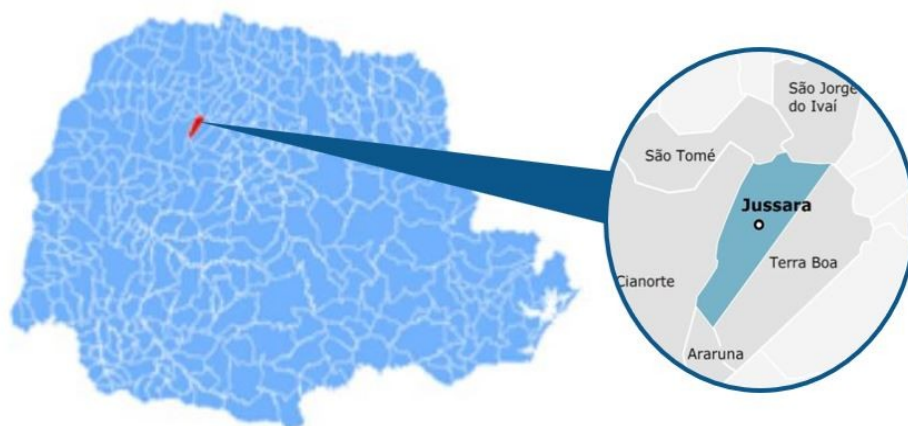 São Jorge
do Ivaí
São Tomé
Jussara
Terra Boa
Cianorte
Araruna